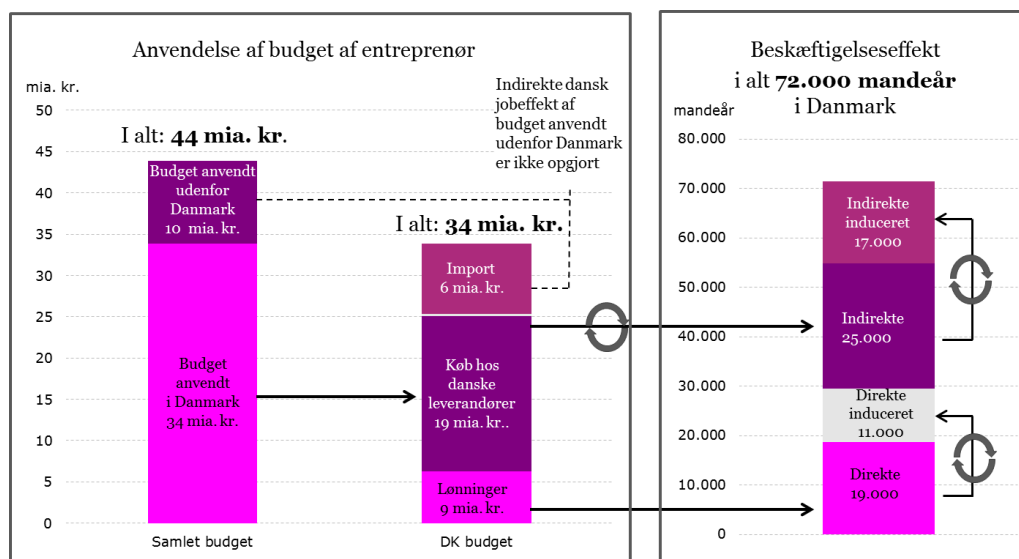 Anvendelse af budget af entreprenør
mia. kr.
50
45
40
35
30
25
20
15
10
5
0
I alt: 44 mia. kr.
Budget anvendt
udenfor
Danmark
10 mia. kr.
Budget
anvendt
i Danmark
34 mia. kr.
Samlet budget
Indirekte dansk
jobeffekt af
budget anvendt
udenfor Danmark
er ikke opgjort
I alt: 34 mia. kr.
Import
6 mia. kr.
Køb hos
danske
leverandører
19 mia. kr..
Lønninger
9 mia. kr.
DK budget
Beskæftigelseseffekt
i alt 72.000 mandeår
i Danmark
mandeår
80.000
70.000
60.000
50.000
40.000
30.000
20.000
10.000
0
Indirekte
induceret
17.000
Indirekte
25.000
Direkte
induceret
11.000
Direkte
19.000